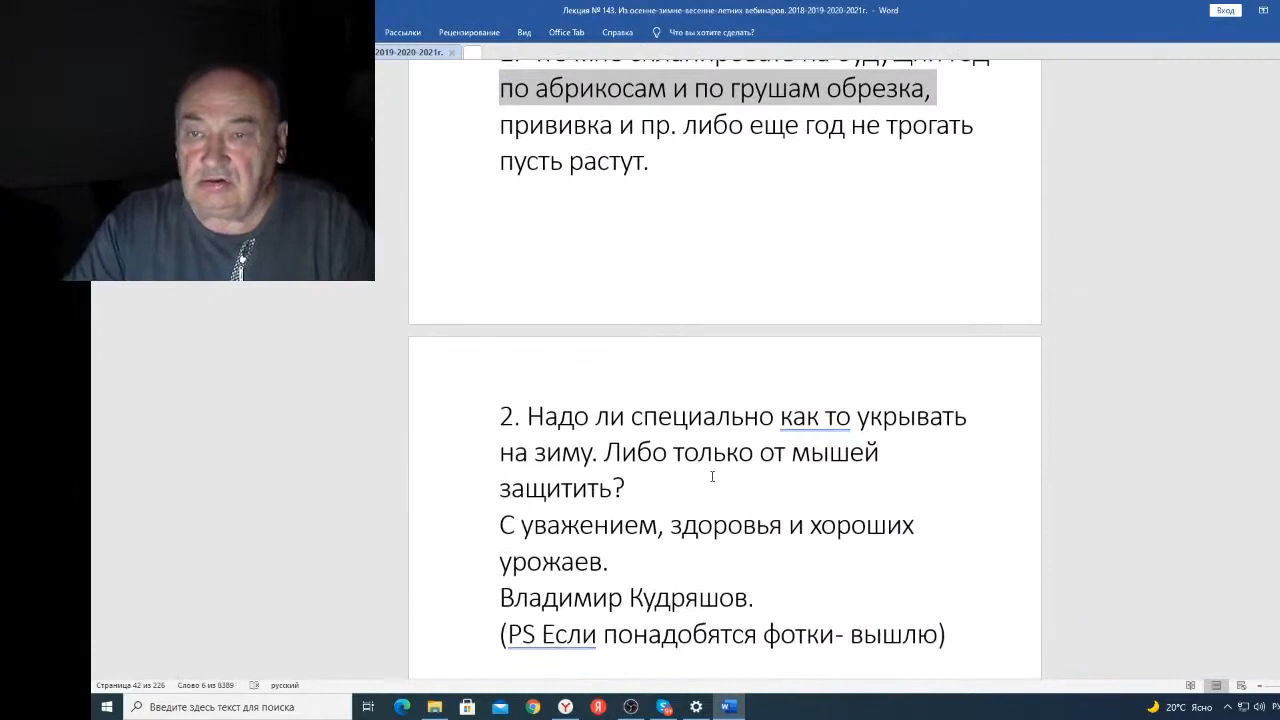 Лекция № 143. Из осенне-зимне-весенне-летних вебинаров. 2018-2019-2020-2021г. - Word
Вход
Рассылки Рецензирование Вид Office Tab Справка Что вы хотите сделать?
2019-2020-2021г.
по абрикосам и по грушам обрезка,
прививка и пр. либо еще год не трогать
пусть растут.
2. Надо ли специально как то укрывать
на зиму. Либо только от мышей
защитить?
С уважением, здоровья и хороших
урожаев.
Владимир Кудряшов.
(PS Если понадобятся фотки- вышлю)
Страница 42 из 226 Слово 6 из 8389 русский
Введите здесь текст для поиска
20°C Ясно